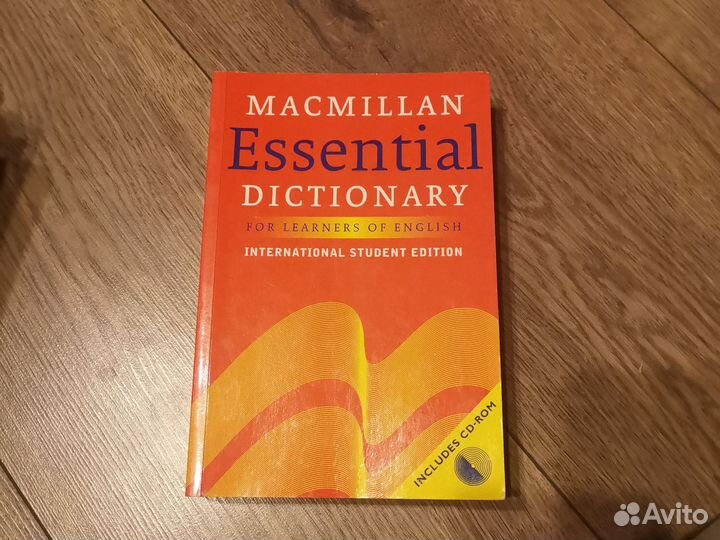 MACMILLAN
Essential
DICTIONARY
FOR LEARNERS OF ENGLISH
INTERNATIONAL STUDENT EDITION
INCLUDES CD-ROM
Avito